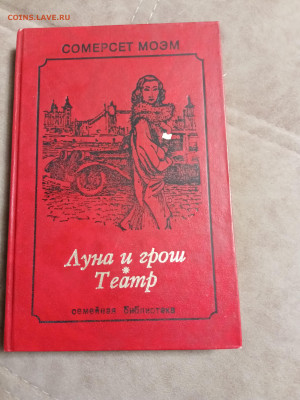 coins.lave.ru
СОМЕРСЕТ МОЭМ
Луна и грош
*
Театр
семейная библиотека